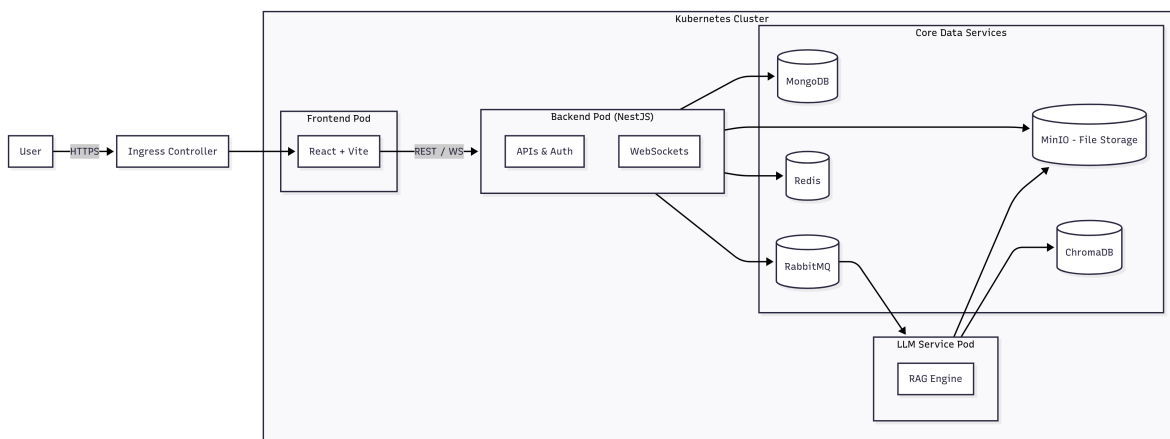 Kubernetes Cluster
Core Data Services
MongoDB
Frontend Pod
Backend Pod (NestJS)
User
HTTPS
Ingress Controller
React + Vite
REST / WS
APIs & Auth
WebSockets
MinIO - File Storage
Redis
RabbitMQ
ChromaDB
LLM Service Pod
RAG Engine